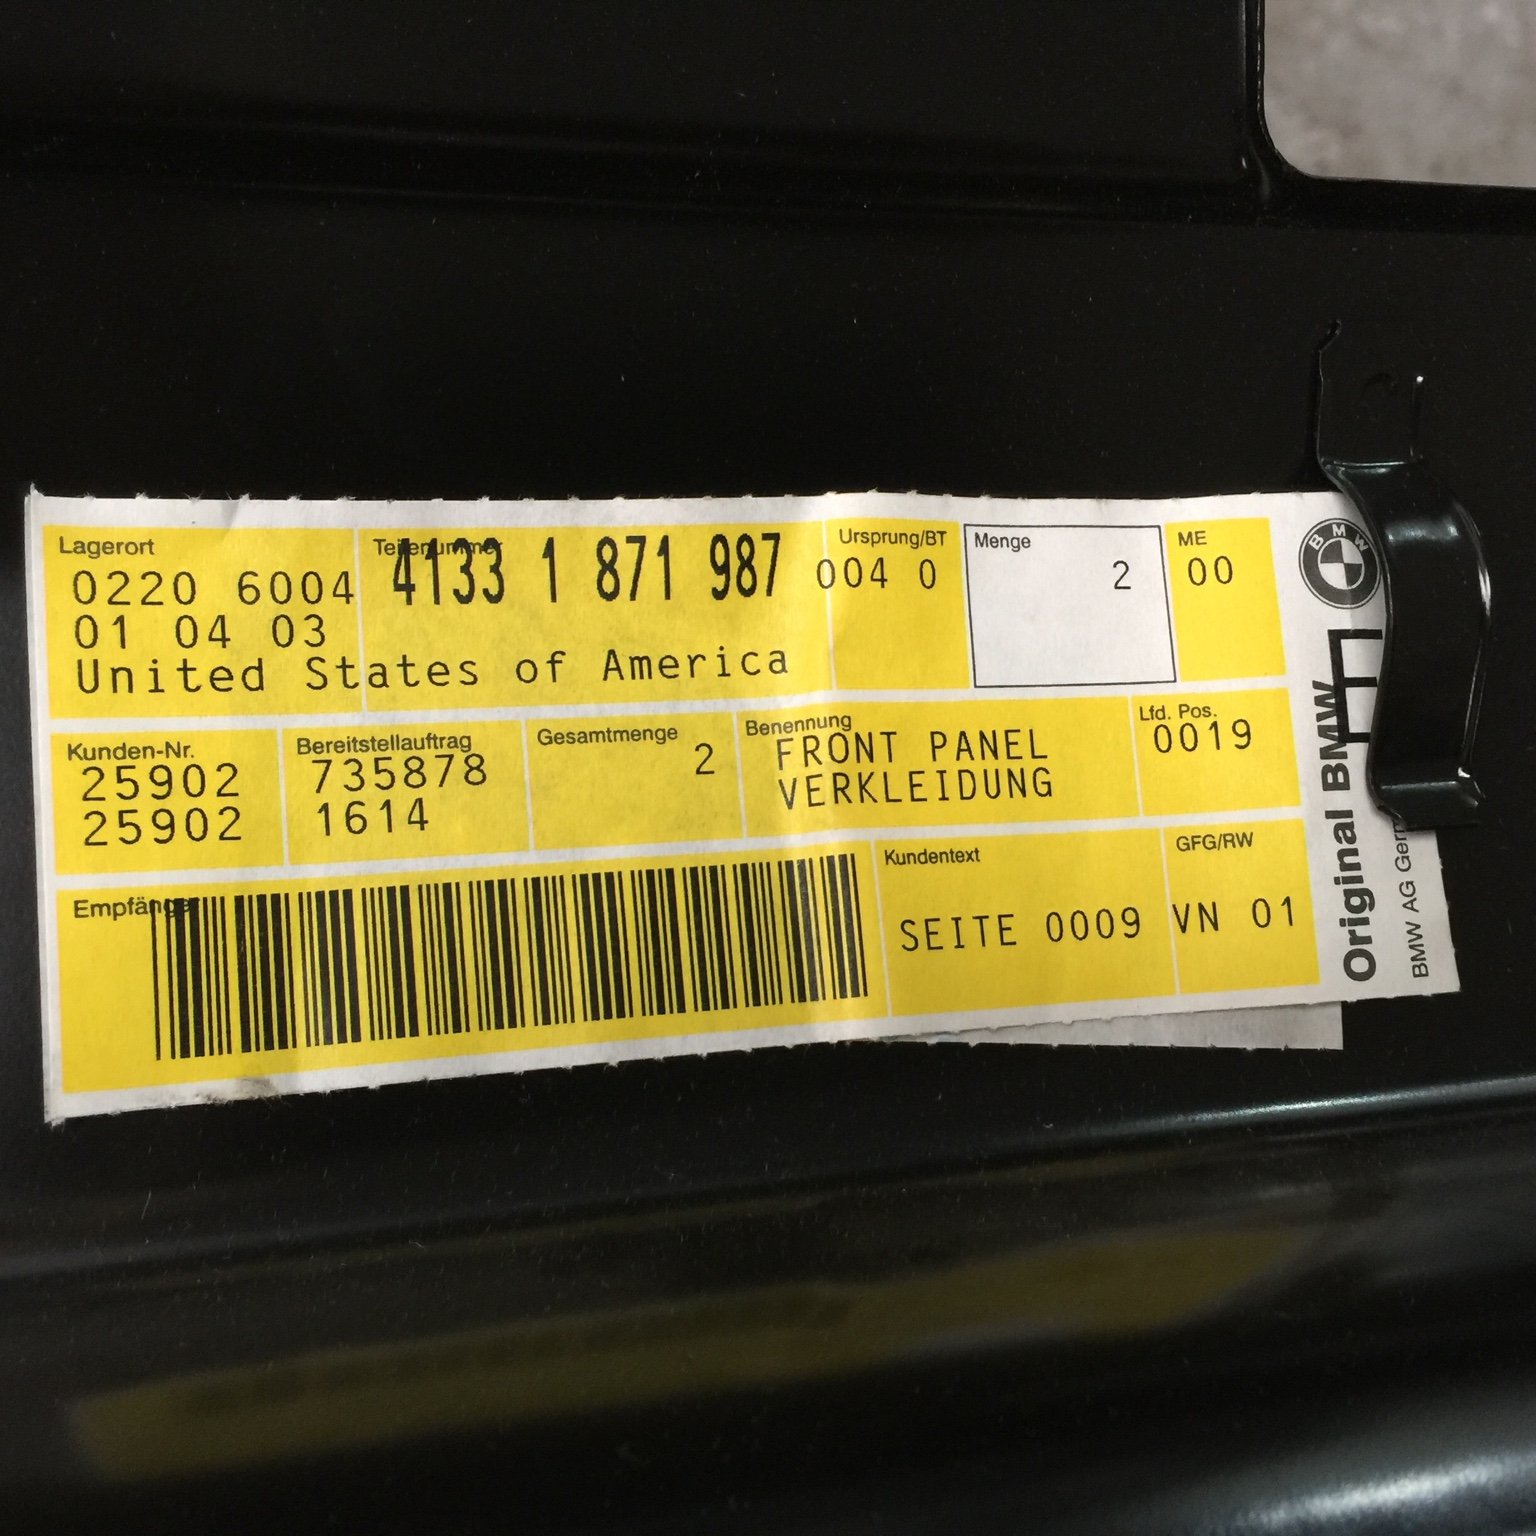 Lagerort
0220 6004
01 04 03
United States of America
Teilenummer
4133 1 871 987
Ursprung/BT
004 0
Menge
2
ME
00
Kunden-Nr.
25902
25902
Bereitstellauftrag
735878
1614
Gesamtmenge
2
Benennung
FRONT PANEL
VERKLEIDUNG
Lfd. Pos.
0019
Empfänger
Kundentext
SEITE 0009
GFG/RW
VN 01
BMW
Original BMW
BMW AG